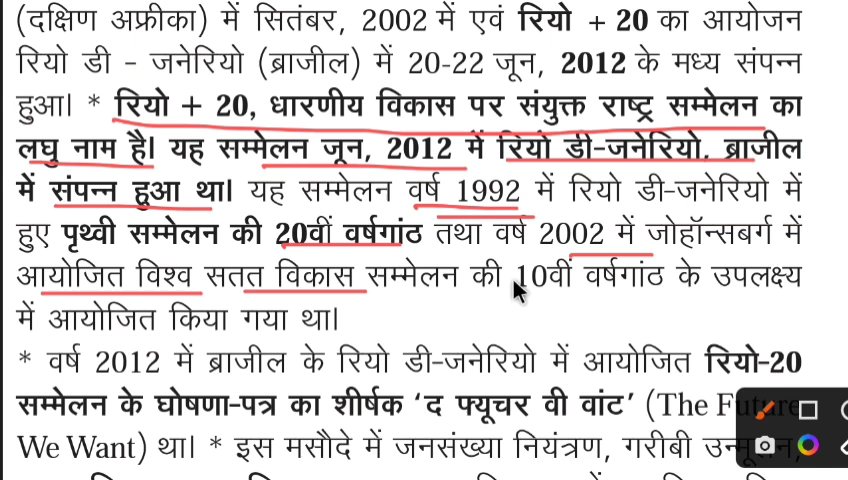 (दक्षिण अफ्रीका) में सितंबर, 2002 में एवं रियो + 20 का आयोजन
रियो डी - जनेरियो (ब्राजील) में 20-22 जून, 2012 के मध्य संपन्न
हुआ। * रियो + 20, धारणीय विकास पर संयुक्त राष्ट्र सम्मेलन का
लघु नाम है। यह सम्मेलन जून, 2012 में रियो डी-जनेरियो, ब्राजील
में संपन्न हुआ था। यह सम्मेलन वर्ष 1992 में रियो डी-जनेरियो में
हुए पृथ्वी सम्मेलन की 20वीं वर्षगांठ तथा वर्ष 2002 में जोहॉन्सबर्ग में
आयोजित विश्व सतत विकास सम्मेलन की 10वीं वर्षगांठ के उपलक्ष्य
में आयोजित किया गया था।
* वर्ष 2012 में ब्राजील के रियो डी-जनेरियो में आयोजित रियो-20
सम्मेलन के घोषणा-पत्र का शीर्षक ‘द फ्यूचर वी वांट’ (The Future
We Want) था। * इस मसौदे में जनसंख्या नियंत्रण, गरीबी उन्मूलन,